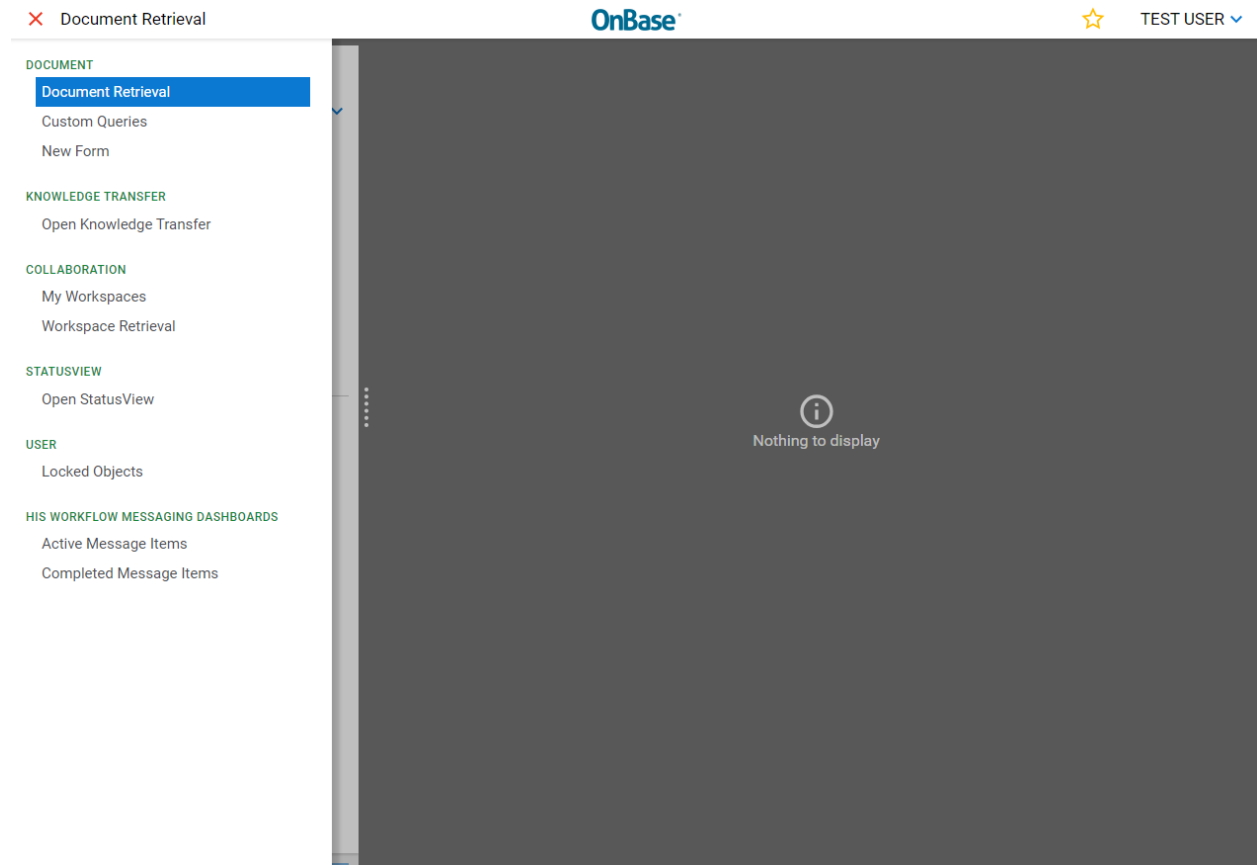 Document Retrieval
OnBase
TEST USER
DOCUMENT
Document Retrieval
Custom Queries
New Form
KNOWLEDGE TRANSFER
Open Knowledge Transfer
COLLABORATION
My Workspaces
Workspace Retrieval
STATUSVIEW
Open StatusView
USER
Locked Objects
HIS WORKFLOW MESSAGING DASHBOARDS
Active Message Items
Completed Message Items
Nothing to display